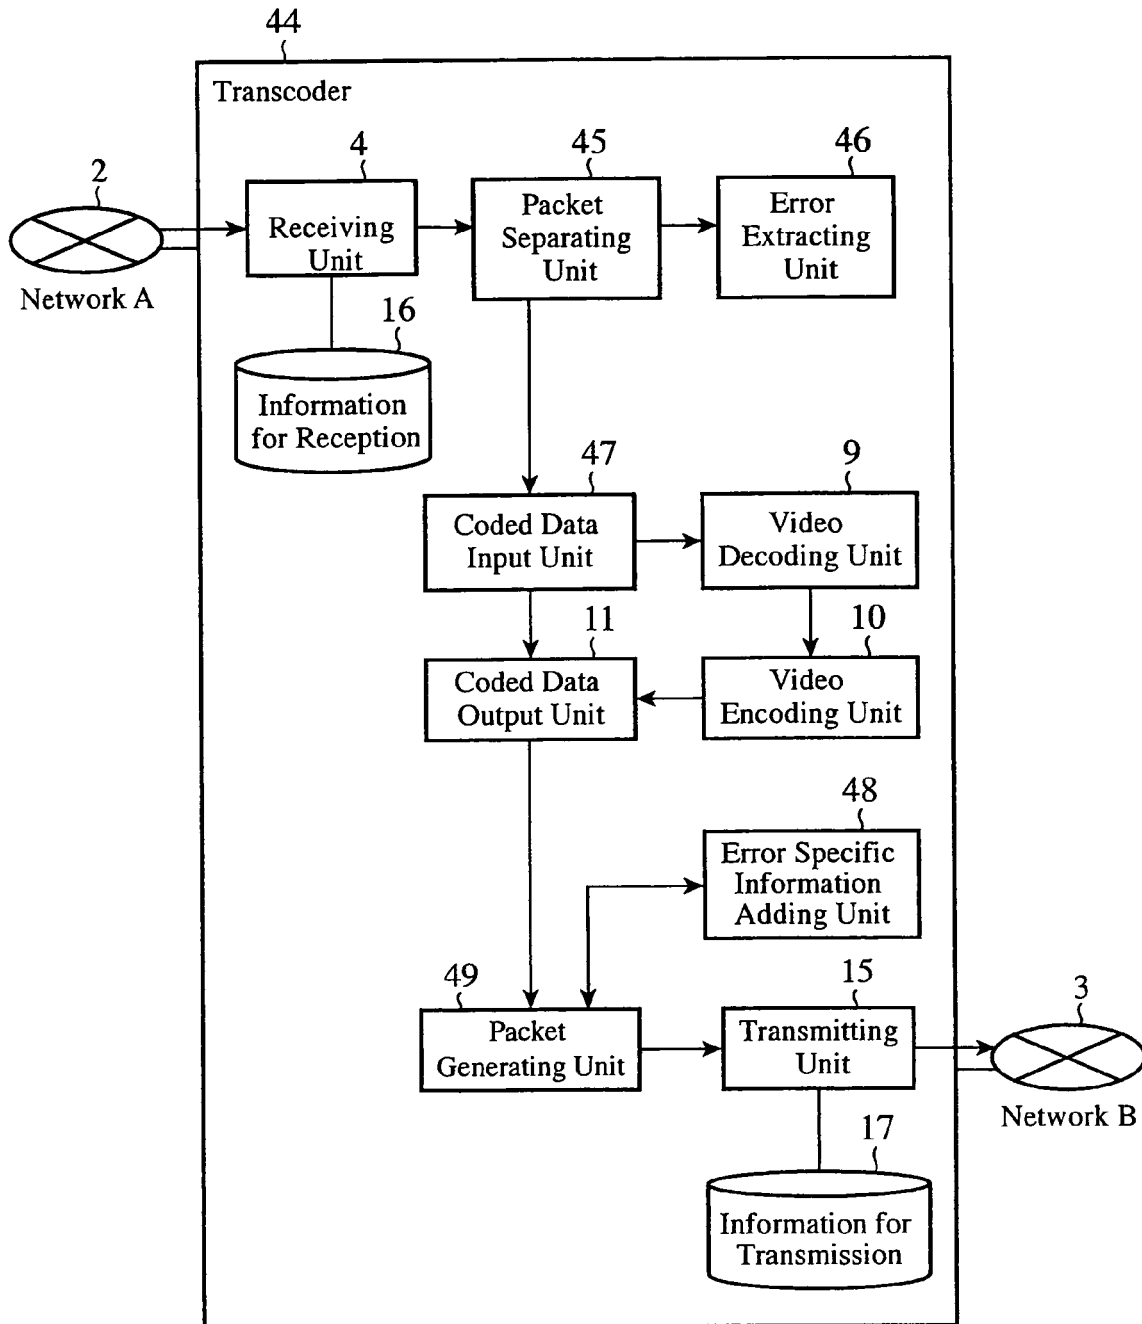 44
Transcoder
4
45
46
2
Receiving
Unit
Packet
Separating
Unit
Error
Extracting
Unit
Network A
16
Information
for Reception
47
9
Coded Data
Input Unit
Video
Decoding Unit
11
10
Coded Data
Output Unit
Video
Encoding Unit
48
Error Specific
Information
Adding Unit
49
15
3
Packet
Generating Unit
Transmitting
Unit
Network B
17
Information for
Transmission